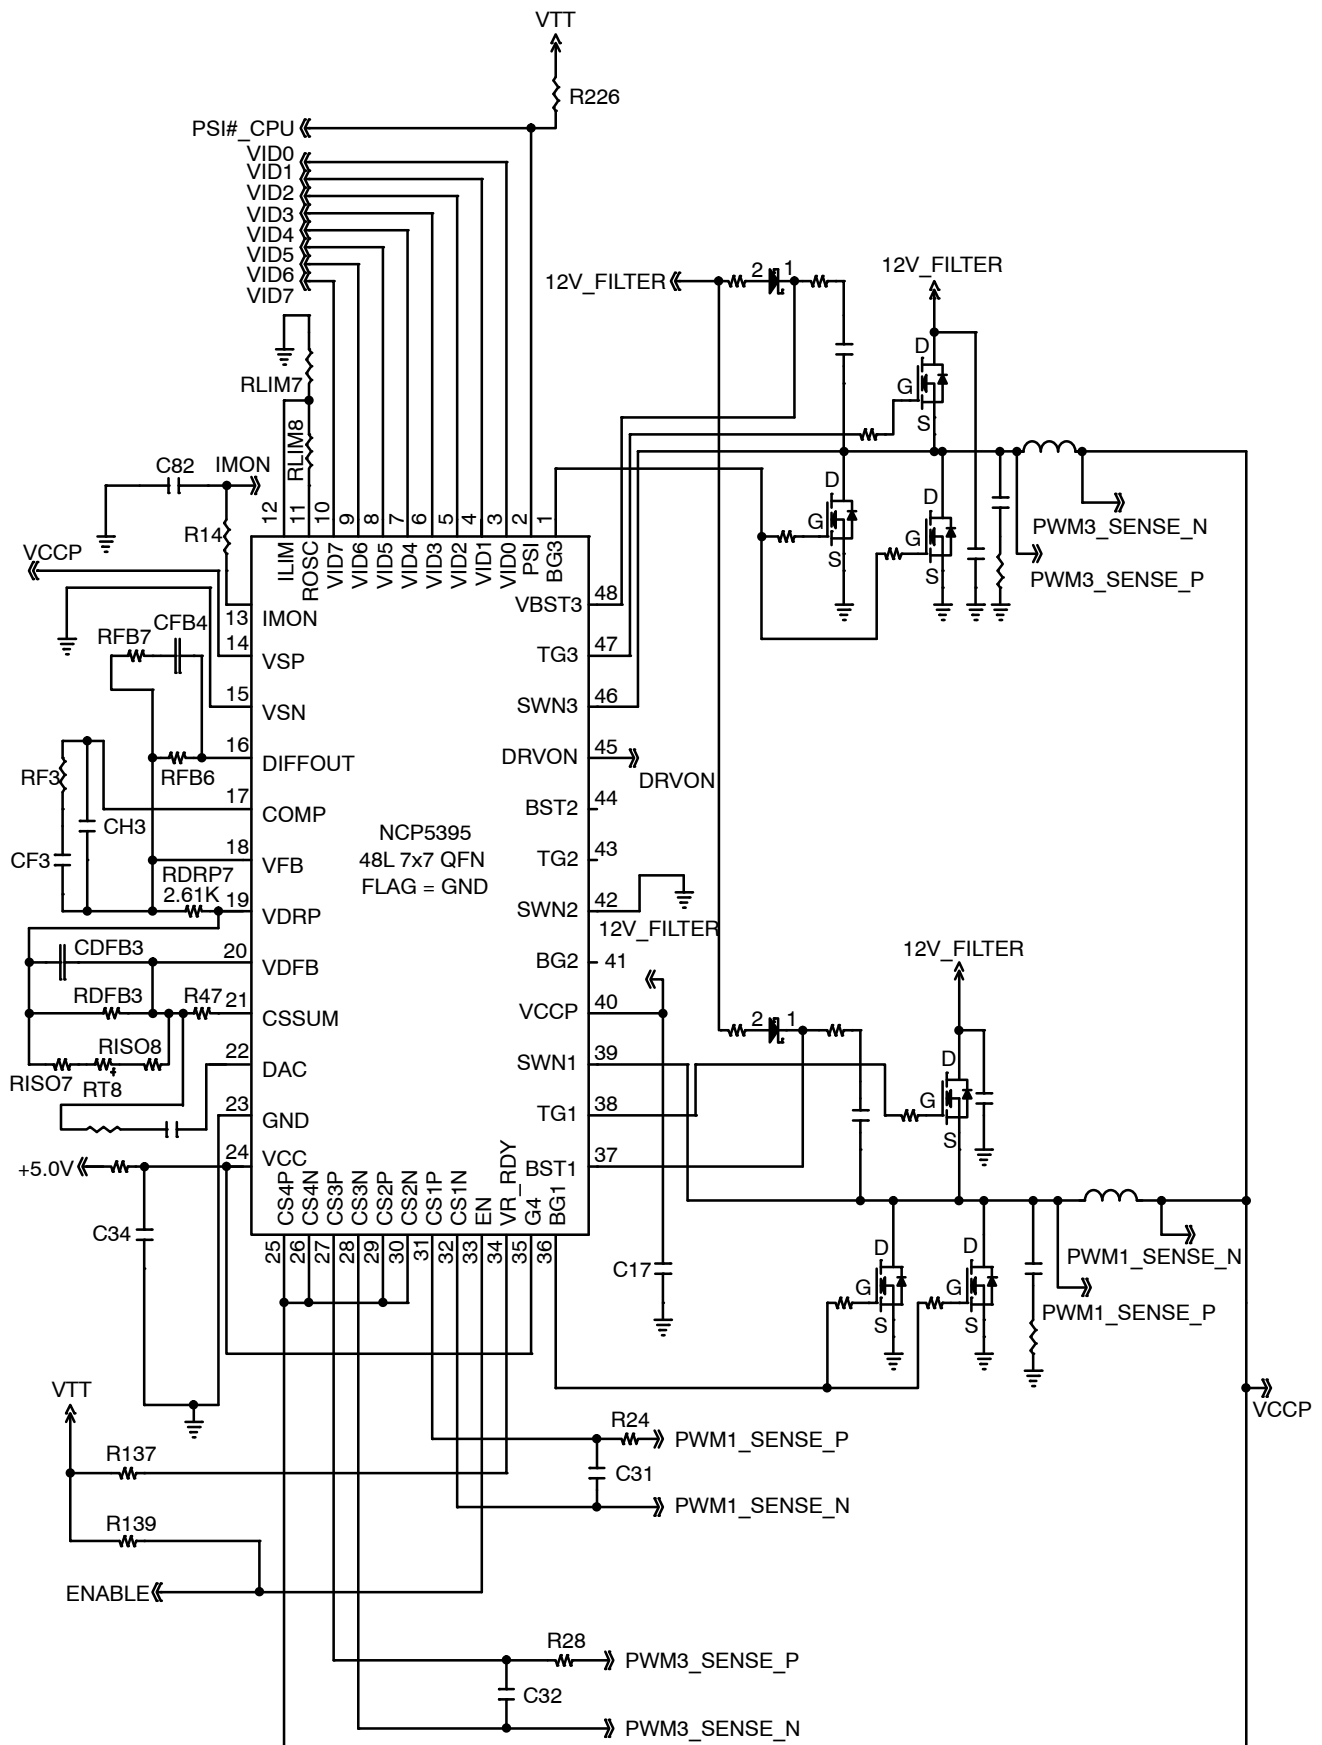 VTT
R226
PSI#_CPU
VID0
VID1
VID2
VID3
VID4
VID5
VID6
VID7
12V_FILTER
2
1
12V_FILTER
D
G
S
RLIM7
RLIM8
C82
IMON
R14
VCCP
12
11
10
9
8
7
6
5
4
3
2
1
ILIM
ROSC
VID7
VID6
VID5
VID4
VID3
VID2
VID1
VID0
PSI
BG3
D
G
S
D
G
S
PWM3_SENSE_N
PWM3_SENSE_P
13
IMON
14
VSP
15
VSN
16
DIFFOUT
17
COMP
18
VFB
19
VDRP
20
VDFB
21
CSSUM
22
DAC
23
GND
24
VCC
RFB7
CFB4
RFB6
RF3
CH3
CF3
RDRP7
2.61K
CDFB3
RDFB3
R47
RISO8
RISO7
RT8
+5.0V
C34
NCP5395
48L 7x7 QFN
FLAG = GND
VBST3
48
TG3
47
SWN3
46
DRVON
45
DRVON
BST2
44
TG2
43
SWN2
42
12V_FILTER
BG2
41
VCCP
40
SWN1
39
TG1
38
BST1
37
2
1
12V_FILTER
D
G
S
CS4P
CS4N
CS3P
CS3N
CS2P
CS2N
CS1P
CS1N
EN
VR_RDY
G4
BG1
25
26
27
28
29
30
31
32
33
34
35
36
C17
D
G
S
D
G
S
PWM1_SENSE_N
PWM1_SENSE_P
VCCP
VTT
R137
R139
ENABLE
R24
PWM1_SENSE_P
C31
PWM1_SENSE_N
R28
PWM3_SENSE_P
C32
PWM3_SENSE_N